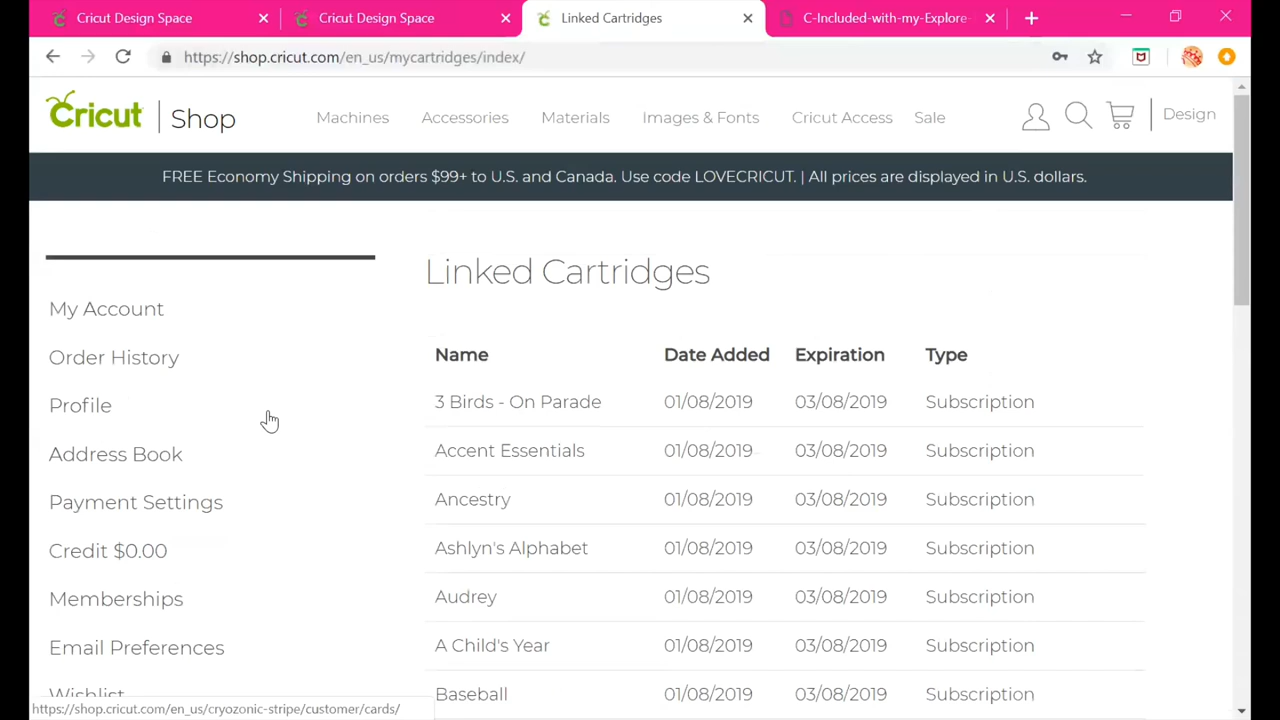 Cricut Design Space
Cricut Design Space
Linked Cartridges
C-Included-with-my-Explore-
https://shop.cricut.com/en_us/mycartridges/index/
Cricut Shop
Machines Accessories Materials Images & Fonts Cricut Access Sale Design
FREE Economy Shipping on orders $99+ to U.S. and Canada. Use code LOVECRICUT. | All prices are displayed in U.S. dollars.
My Account
Order History
Profile
Address Book
Payment Settings
Credit $0.00
Memberships
Email Preferences
Wishlist
Linked Cartridges
Name Date Added Expiration Type
3 Birds - On Parade 01/08/2019 03/08/2019 Subscription
Accent Essentials 01/08/2019 03/08/2019 Subscription
Ancestry 01/08/2019 03/08/2019 Subscription
Ashlyn's Alphabet 01/08/2019 03/08/2019 Subscription
Audrey 01/08/2019 03/08/2019 Subscription
A Child's Year 01/08/2019 03/08/2019 Subscription
Baseball 01/08/2019 03/08/2019 Subscription
https://shop.cricut.com/en_us/cryozonic-stripe/customer/cards/